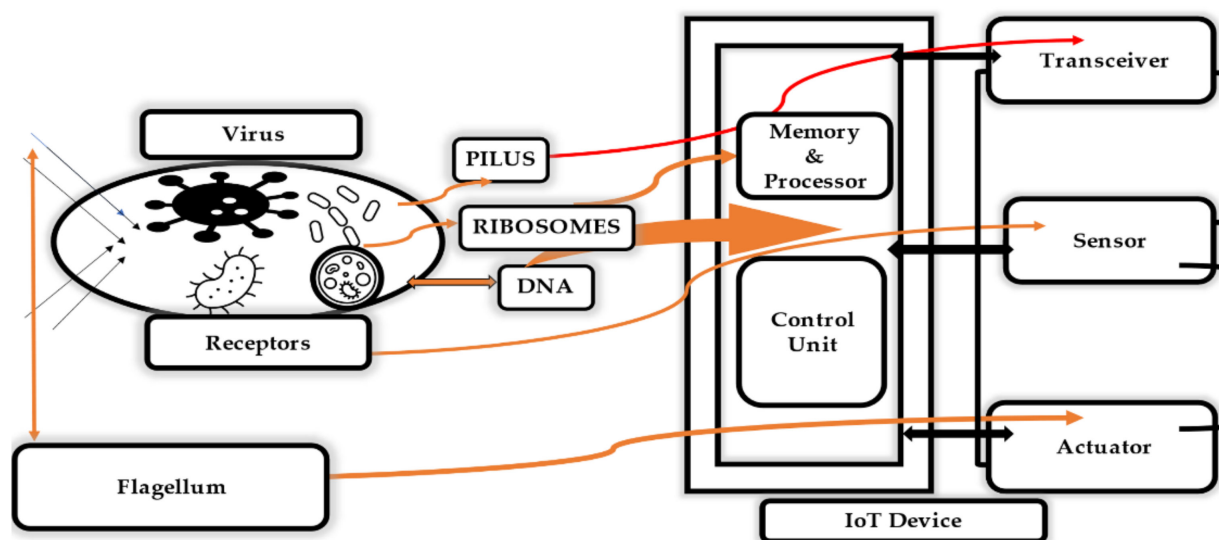 Transceiver
Virus
Memory
&
Processor
PILUS
RIBOSOMES
Sensor
DNA
Receptors
Control
Unit
Actuator
Flagellum
IoT Device